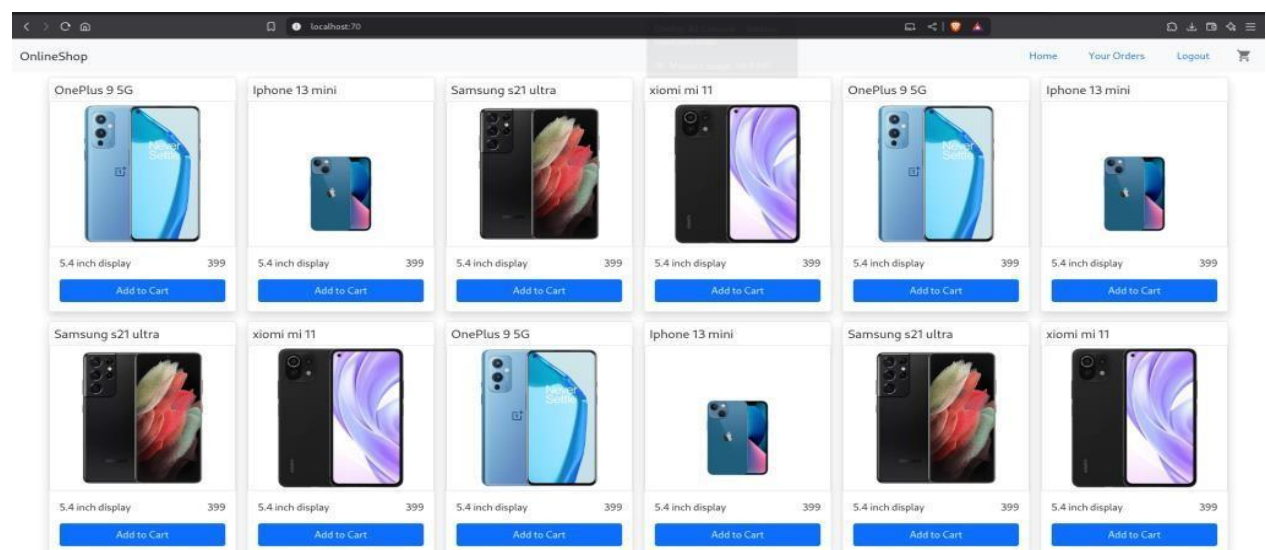 localhost:70
OnlineShop Home Your Orders Logout
OnePlus 9 5G Iphone 13 mini Samsung s21 ultra xiomi mi 11 OnePlus 9 5G Iphone 13 mini
Never Never
Settle Settle
5.4 inch display 399 5.4 inch display 399 5.4 inch display 399 5.4 inch display 399 5.4 inch display 399 5.4 inch display 399
Add to Cart Add to Cart Add to Cart Add to Cart Add to Cart Add to Cart
Samsung s21 ultra xiomi mi 11 OnePlus 9 5G Iphone 13 mini Samsung s21 ultra xiomi mi 11
Never
Settle
5.4 inch display 399 5.4 inch display 399 5.4 inch display 399 5.4 inch display 399 5.4 inch display 399 5.4 inch display 399
Add to Cart Add to Cart Add to Cart Add to Cart Add to Cart Add to Cart